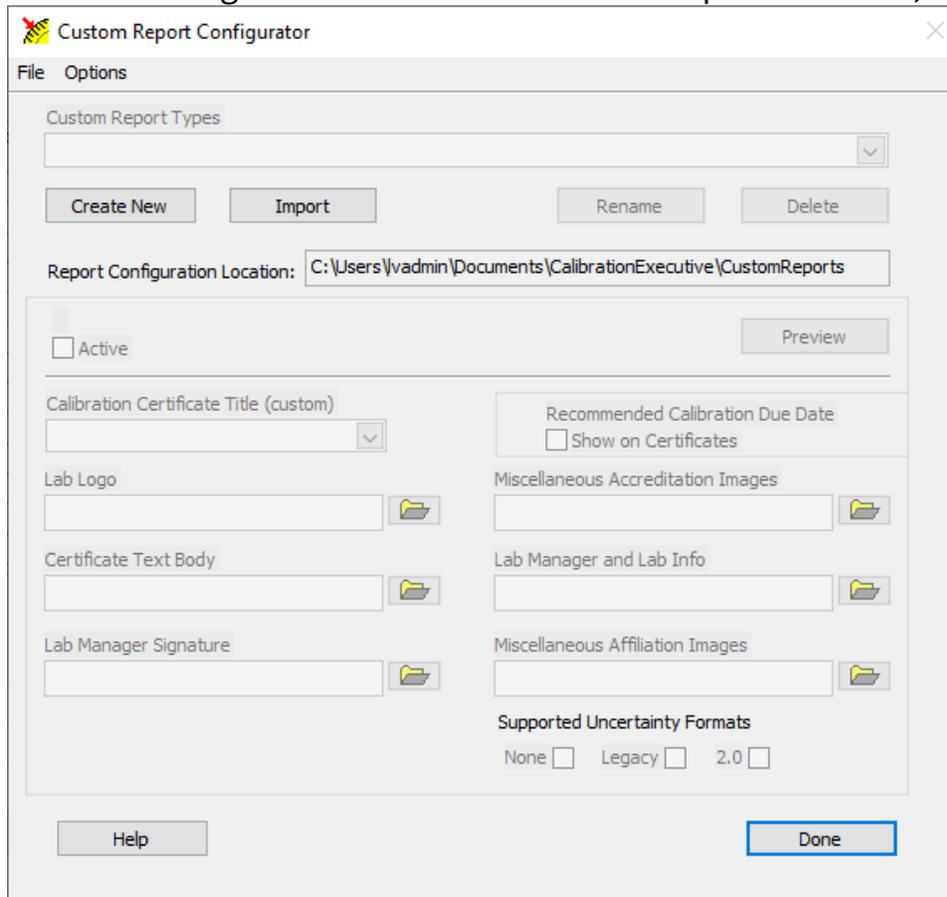 Custom Report Configurator
File Options
Custom Report Types
Create New Import Rename Delete
Report Configuration Location: C:\Users\lvadmin\Documents\CalibrationExecutive\CustomReports
Active Preview
Calibration Certificate Title (custom)
Recommended Calibration Due Date
Show on Certificates
Lab Logo Miscellaneous Accreditation Images
Certificate Text Body Lab Manager and Lab Info
Lab Manager Signature Miscellaneous Affiliation Images
Supported Uncertainty Formats
None Legacy 2.0
Help Done